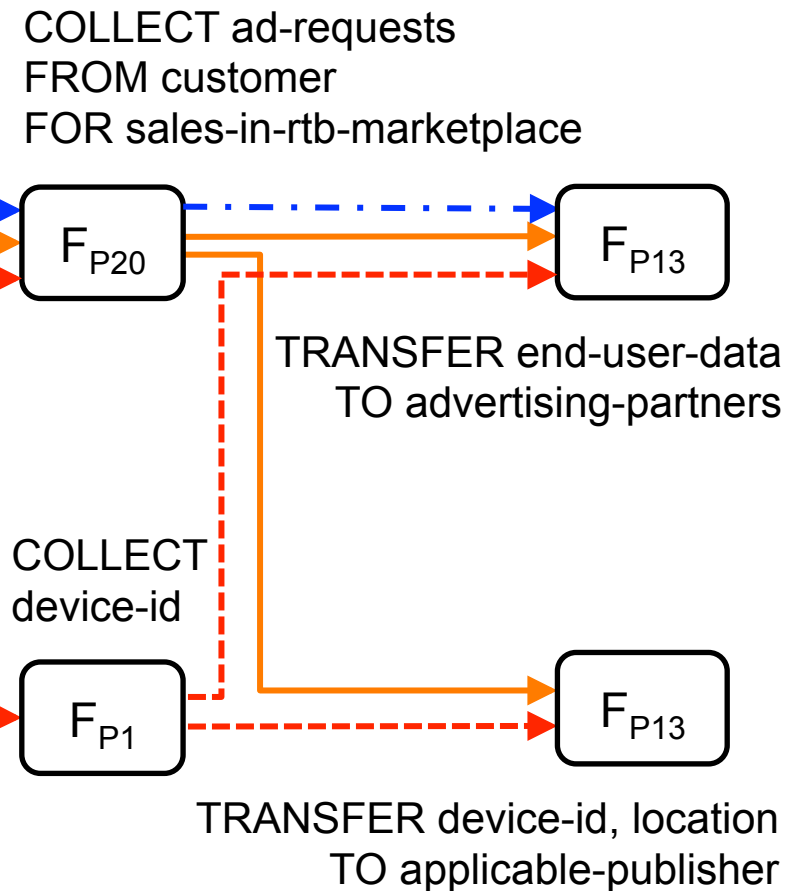 COLLECT ad-requests
FROM customer
FOR sales-in-rtb-marketplace
FP20
FP13
TRANSFER end-user-data
TO advertising-partners
COLLECT
device-id
FP1
FP13
TRANSFER device-id, location
TO applicable-publisher